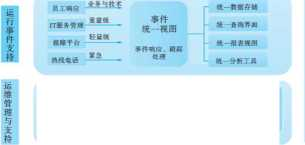 运行事件支持
员工响应
IT服务管理
视障平台
热线电话
业务与技术
重量级
轻量级
紧急
事件
统一视图
事件响应、跟踪
处理
统一数据存储
统一查询界面
统一报表视图
统一分析工具
运维管理与支持